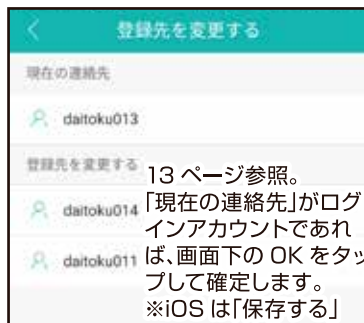 登録先を変更する
現在の連絡先
daitoku013
登録先を変更する
daitoku014
daitoku011
13 ページ参照。
「現在の連絡先」がログ
インアカウントであれ
ば、画面下の OK をタッ
プして確定します。
※iOS は「保存する」